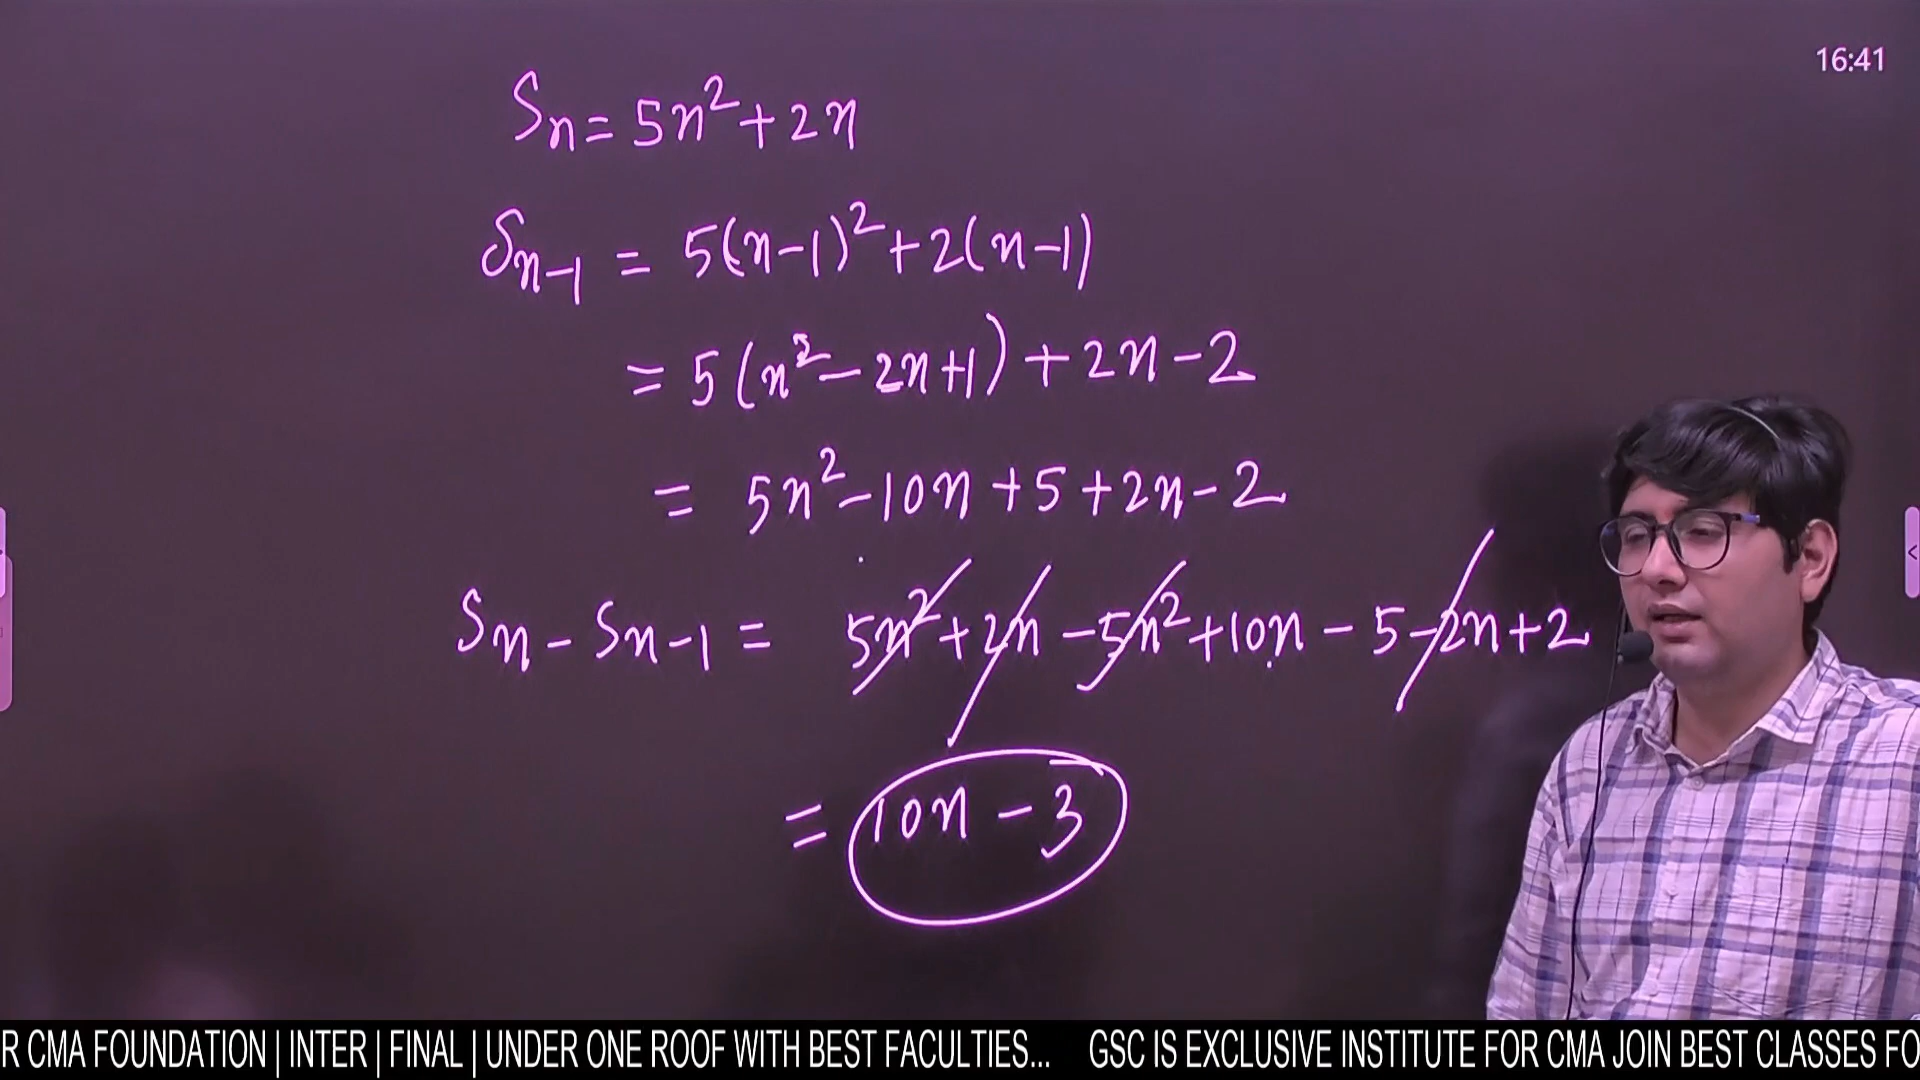 16:41
Sn = 5n² + 2n
Sn-1 = 5(n-1)² + 2(n-1)
= 5(n² - 2n + 1) + 2n - 2
= 5n² - 10n + 5 + 2n - 2
Sn - Sn-1 = 5n² + 2n - 5n² + 10n - 5 - 2n + 2
= 10n - 3
R CMA FOUNDATION | INTER | FINAL | UNDER ONE ROOF WITH BEST FACULTIES... GSC IS EXCLUSIVE INSTITUTE FOR CMA JOIN BEST CLASSES FO